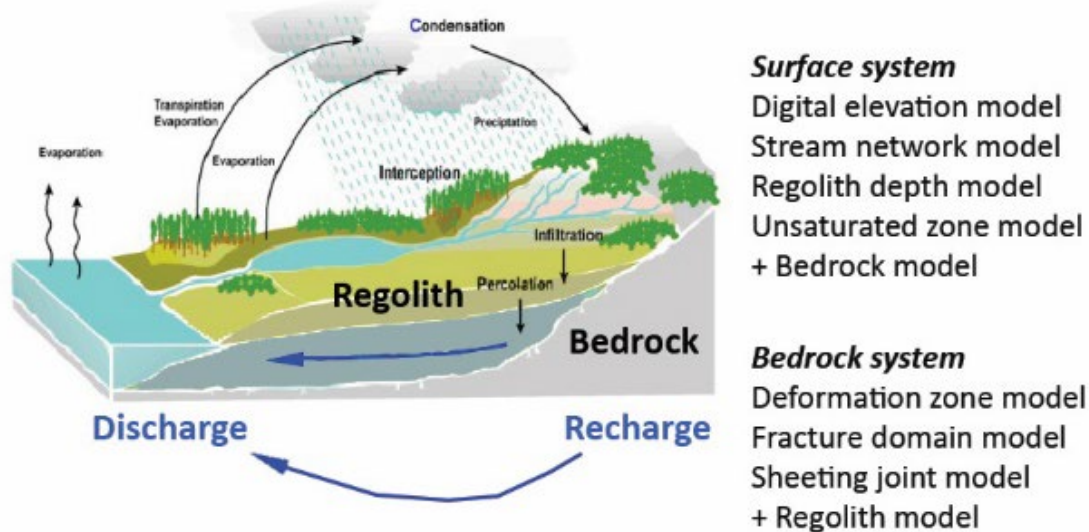 Condensation
Transpiration
Evaporation
Preciptation
Evaporation
Evaporation
Interception
Infiltration
Regolith
Percolation
Bedrock
Discharge
Recharge
Surface system
Digital elevation model
Stream network model
Regolith depth model
Unsaturated zone model
+ Bedrock model
Bedrock system
Deformation zone model
Fracture domain model
Sheeting joint model
+ Regolith model